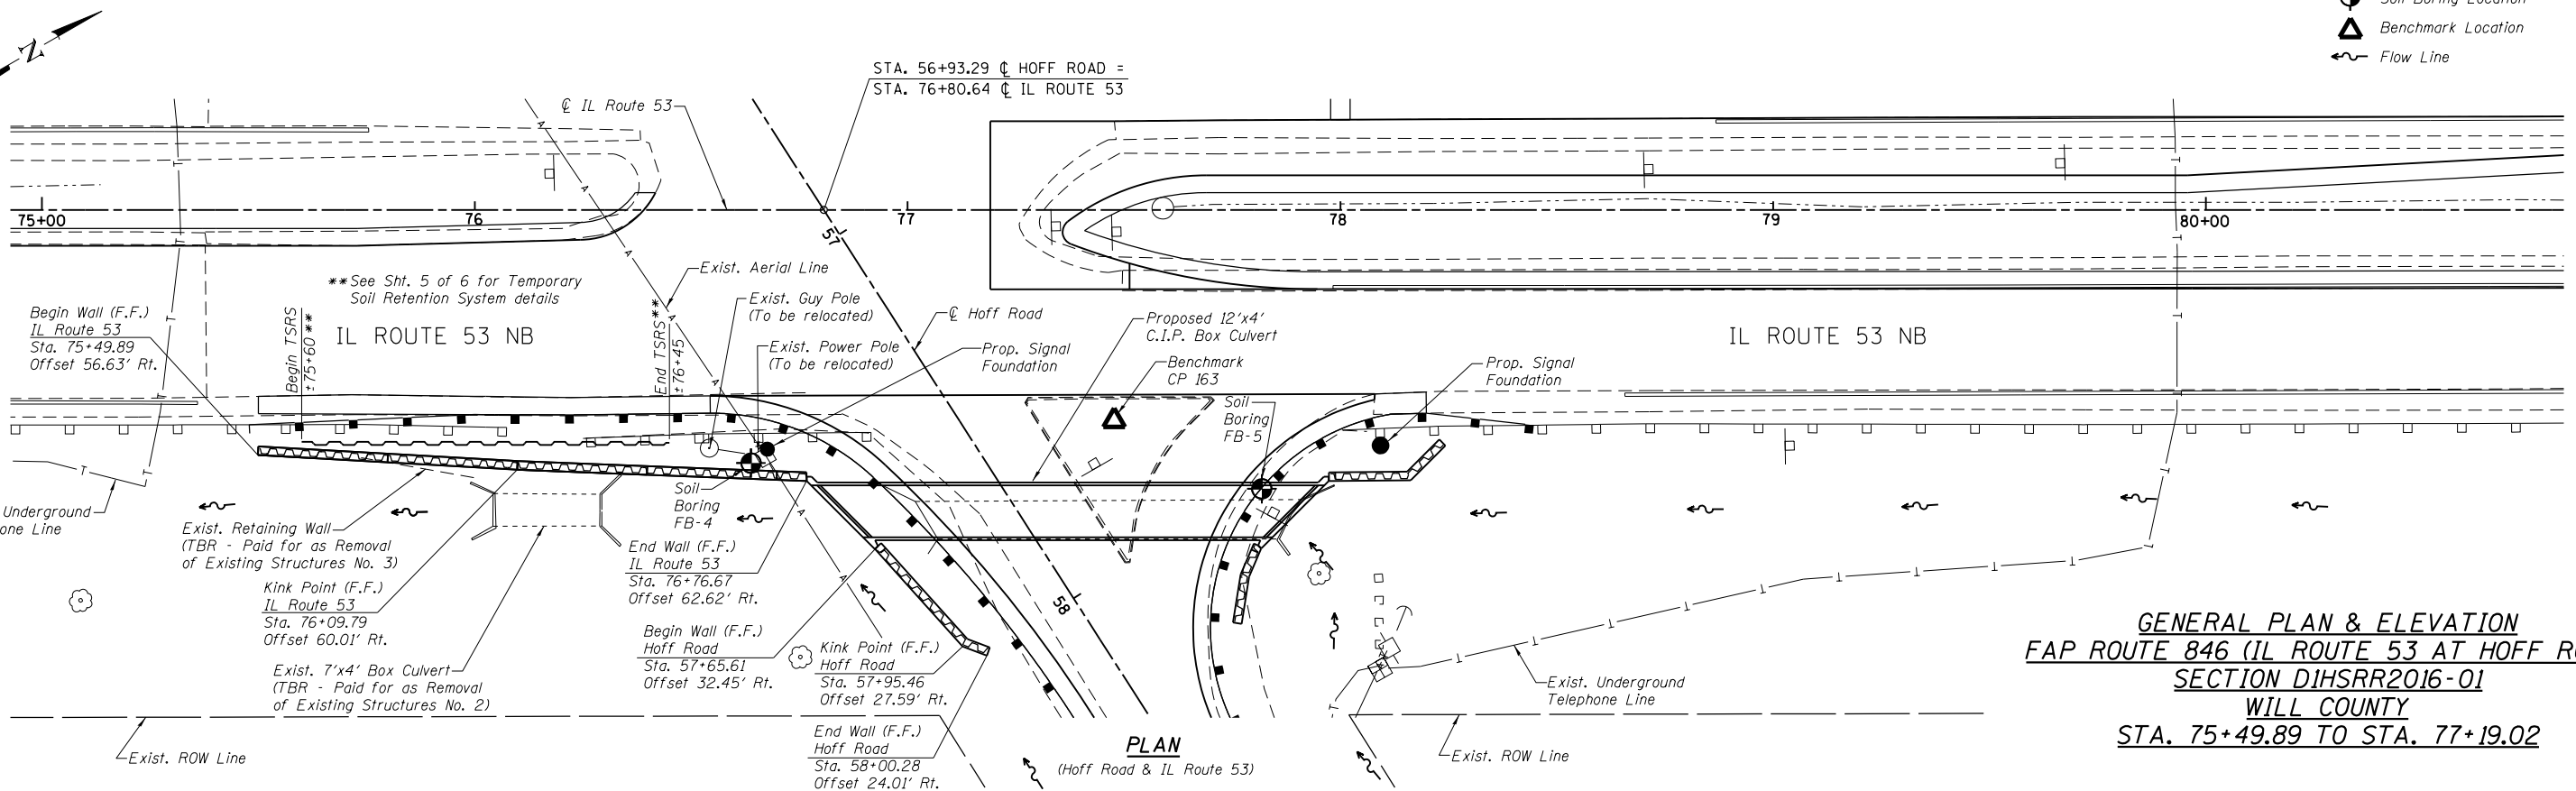 Soil Boring Location
Benchmark Location
Flow Line
N
STA. 56+93.29 ℄ HOFF ROAD =
STA. 76+80.64 ℄ IL ROUTE 53
℄ IL Route 53
75+00
76
77
78
79
80+00
57
**See Sht. 5 of 6 for Temporary
Soil Retention System details
Exist. Aerial Line
Exist. Guy Pole
(To be relocated)
℄ Hoff Road
Proposed 12'x4'
C.I.P. Box Culvert
Begin Wall (F.F.)
IL Route 53
Sta. 75+49.89
Offset 56.63' Rt.
Begin TSRS
±75+60**
IL ROUTE 53 NB
End TSRS**
±76+45
Exist. Power Pole
(To be relocated)
Prop. Signal
Foundation
Benchmark
CP 163
Prop. Signal
Foundation
IL ROUTE 53 NB
Soil
Boring
FB-5
Soil
Boring
FB-4
Underground
one Line
Exist. Retaining Wall
(TBR - Paid for as Removal
of Existing Structures No. 3)
Kink Point (F.F.)
IL Route 53
Sta. 76+09.79
Offset 60.01' Rt.
Exist. 7'x4' Box Culvert
(TBR - Paid for as Removal
of Existing Structures No. 2)
End Wall (F.F.)
IL Route 53
Sta. 76+76.67
Offset 62.62' Rt.
Begin Wall (F.F.)
Hoff Road
Sta. 57+65.61
Offset 32.45' Rt.
Kink Point (F.F.)
Hoff Road
Sta. 57+95.46
Offset 27.59' Rt.
End Wall (F.F.)
Hoff Road
Sta. 58+00.28
Offset 24.01' Rt.
58
Exist. Underground
Telephone Line
Exist. ROW Line
Exist. ROW Line
PLAN
(Hoff Road & IL Route 53)
GENERAL PLAN & ELEVATION
FAP ROUTE 846 (IL ROUTE 53 AT HOFF R
SECTION D1HSRR2016-01
WILL COUNTY
STA. 75+49.89 TO STA. 77+19.02